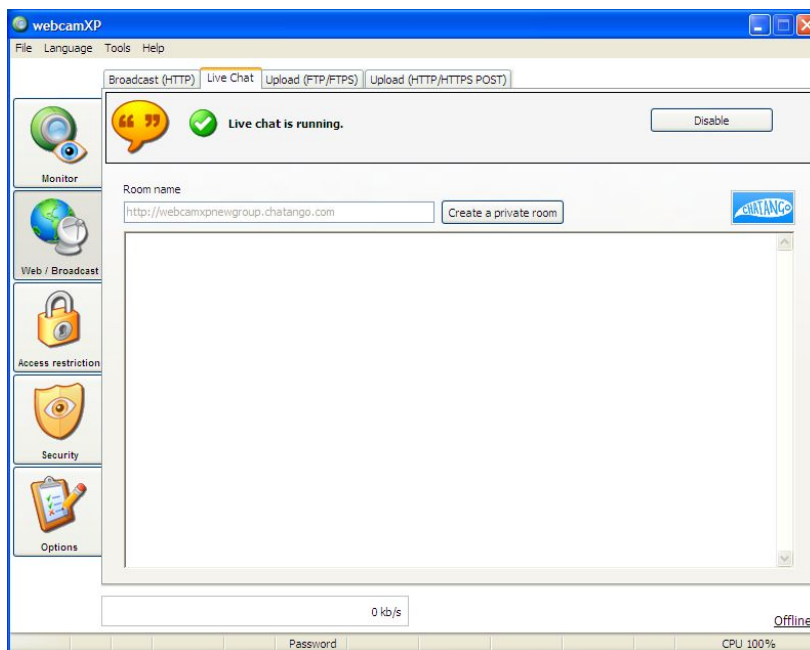 webcamXP
File Language Tools Help
Broadcast (HTTP) Live Chat Upload (FTP/FTPS) Upload (HTTP/HTTPS POST)
Live chat is running.
Disable
Monitor
Room name
http://webcamxpnewgroup.chatango.com
Create a private room
CHATANGO
Web / Broadcast
Access restriction
Security
Options
0 kb/s
Offline
Password
CPU 100%